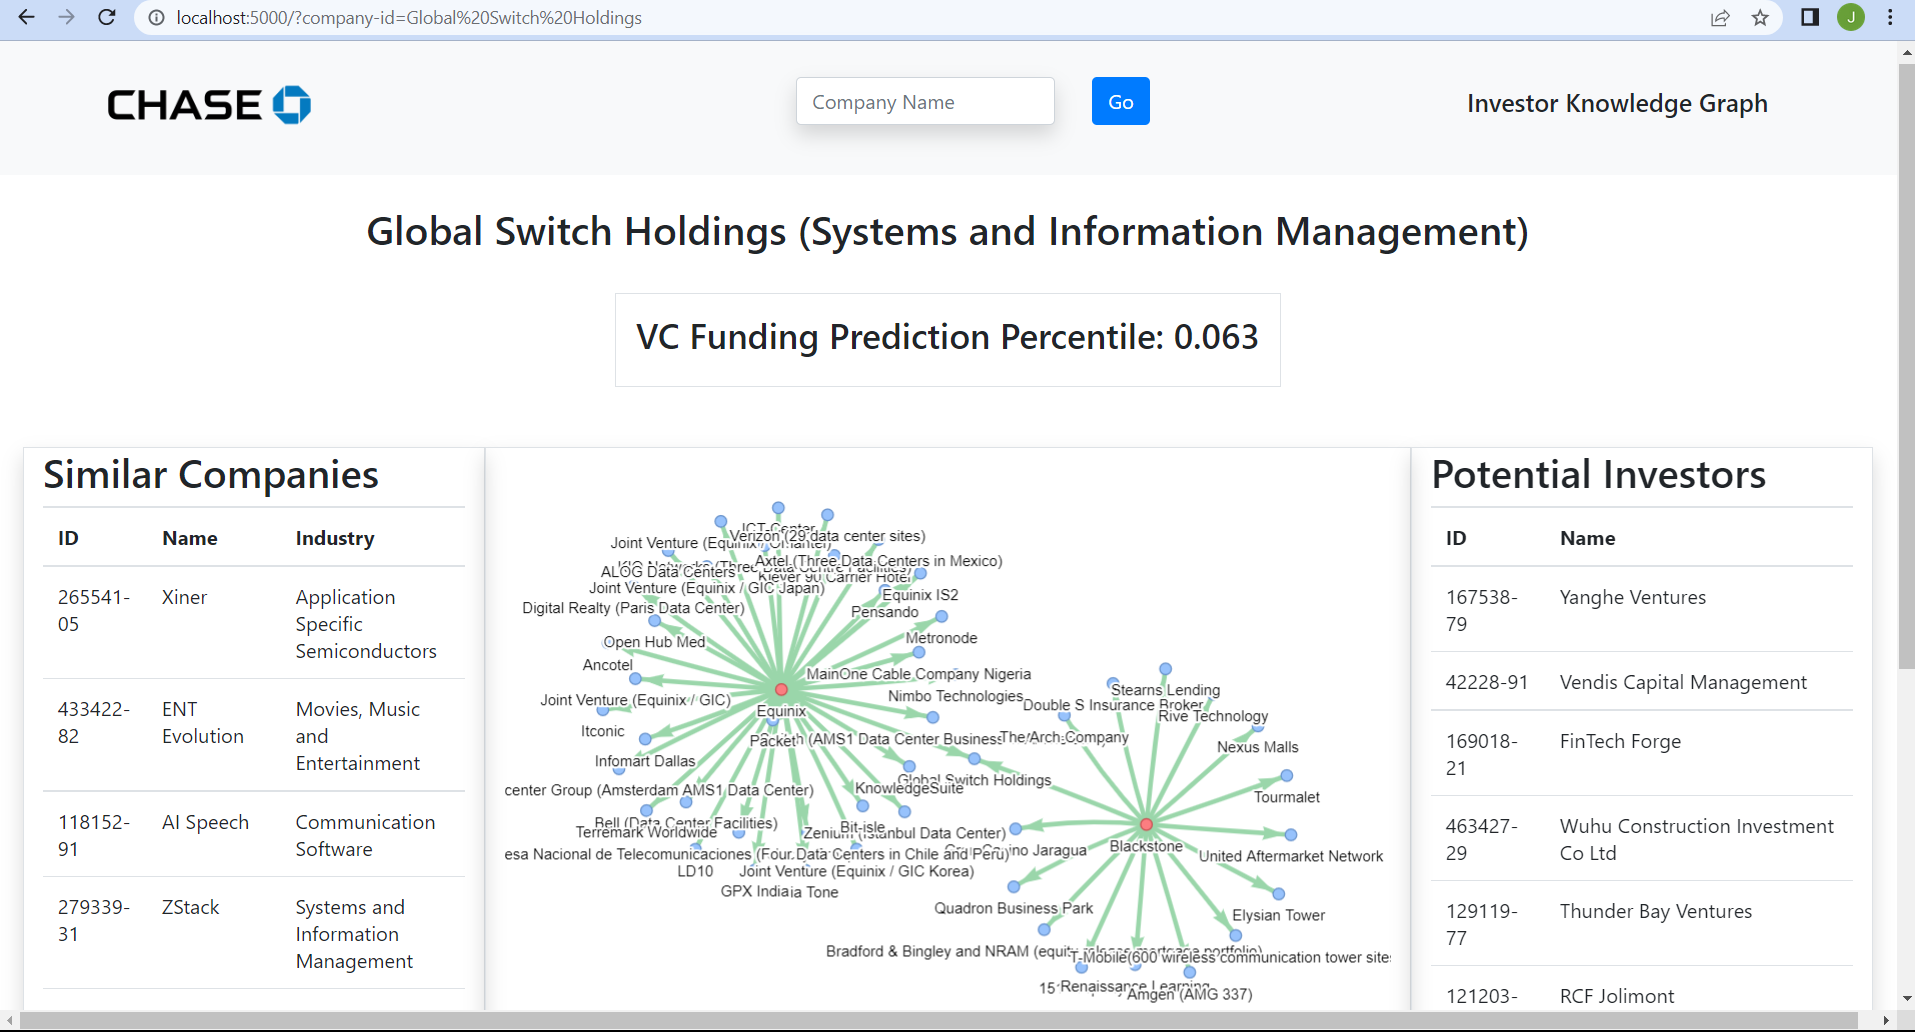 localhost:5000/?company-id=Global%20Switch%20Holdings
J
CHASE
Company Name
Go
Investor Knowledge Graph
Global Switch Holdings (Systems and Information Management)
VC Funding Prediction Percentile: 0.063
Similar Companies
ID Name Industry
265541-
05
Xiner
Application
Specific
Semiconductors
433422-
82
ENT
Evolution
Movies, Music
and
Entertainment
118152-
91
AI Speech
Communication
Software
279339-
31
ZStack
Systems and
Information
Management
ICT-Center
Verizon (29 data center sites)
Joint Venture (Equinix / Omantel)
Axtel (Three Data Centers in Mexico)
ALOG Data Centers
Klever 90 Carrier Hotel
Joint Venture (Equinix / GIC Japan)
Equinix IS2
Digital Realty (Paris Data Center)
Pensando
Open Hub Med
Metronode
Ancotel
MainOne Cable Company Nigeria
Joint Venture (Equinix / GIC)
Nimbo Technologies
Equinix
Itconic
Packet
(AMS1 Data Center Business
Infomart Dallas
Global Switch Holdings
center Group (Amsterdam AMS1 Data Center)
KnowledgeSuite
Bell (Data Center Facilities)
Terremark Worldwide
Zenium (Istanbul Data Center)
Bit-isle
esa Nacional de Telecomunicaciones (Four Data Centers in Chile and Peru)
LD10
Joint Venture (Equinix / GIC Korea)
GPX India
ia Tone
Stearns Lending
Double S Insurance Broker
Rive Technology
The Arch Company
Nexus Malls
Tourmalet
Jaragua
Blackstone
United Aftermarket Network
Quadron Business Park
Elysian Tower
Bradford & Bingley and NRAM (equity release mortgage portfolio)
T-Mobile(600 wireless communication tower sites
15
Renaissance Learning
Amgen (AMG 337)
Potential Investors
ID Name
167538-
79
Yanghe Ventures
42228-91 Vendis Capital Management
169018-
21
FinTech Forge
463427-
29
Wuhu Construction Investment
Co Ltd
129119-
77
Thunder Bay Ventures
121203-
RCF Jolimont